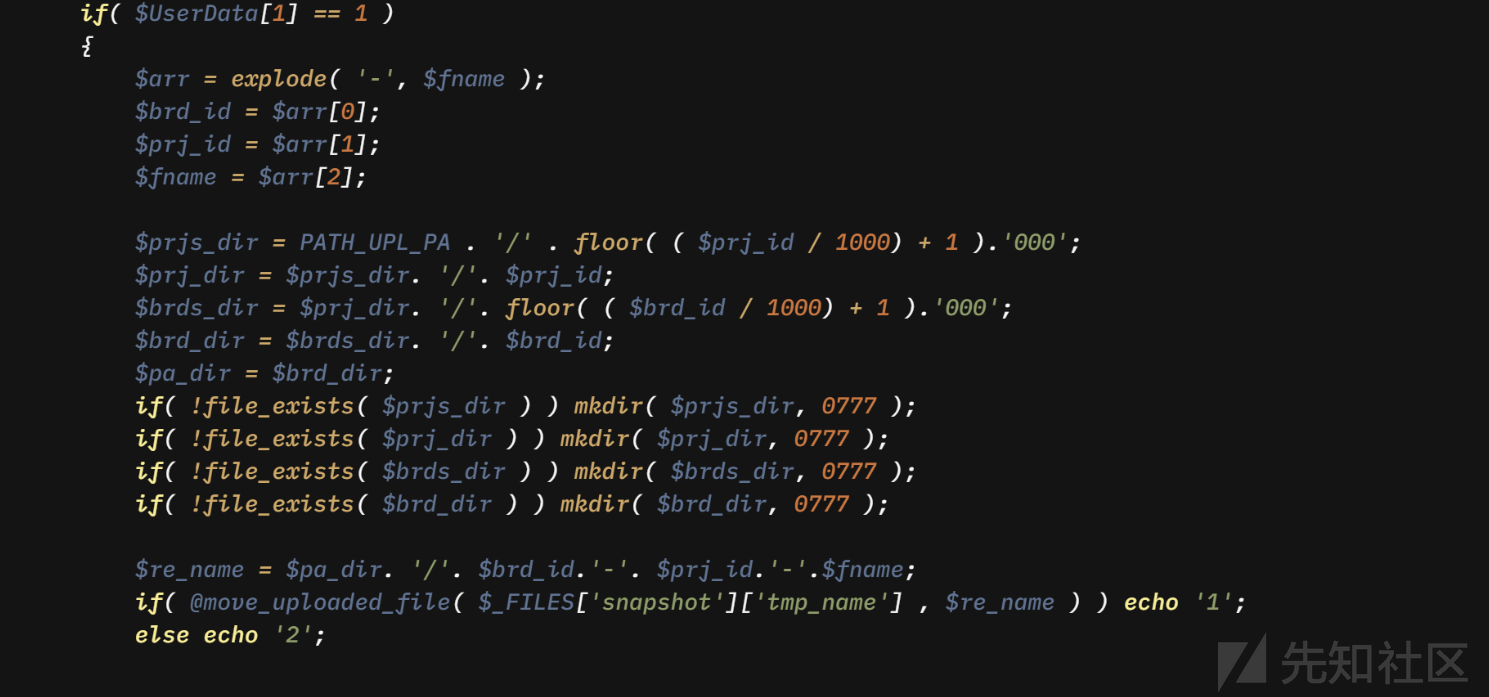 if( $UserData[1] == 1 )
{
$arr = explode( '-', $fname );
$brd_id = $arr[0];
$prj_id = $arr[1];
$fname = $arr[2];
$prjs_dir = PATH_UPL_PA . '/' . floor( ( $prj_id / 1000) + 1 ).'000';
$prj_dir = $prjs_dir. '/'. $prj_id;
$brds_dir = $prj_dir. '/'. floor( ( $brd_id / 1000) + 1 ).'000';
$brd_dir = $brds_dir. '/'. $brd_id;
$pa_dir = $brd_dir;
if( !file_exists( $prjs_dir ) ) mkdir( $prjs_dir, 0777 );
if( !file_exists( $prj_dir ) ) mkdir( $prj_dir, 0777 );
if( !file_exists( $brds_dir ) ) mkdir( $brds_dir, 0777 );
if( !file_exists( $brd_dir ) ) mkdir( $brd_dir, 0777 );
$re_name = $pa_dir. '/'. $brd_id.'-'. $prj_id.'-'.$fname;
if( @move_uploaded_file( $_FILES['snapshot']['tmp_name'] , $re_name ) ) echo '1';
else echo '2';
先知社区